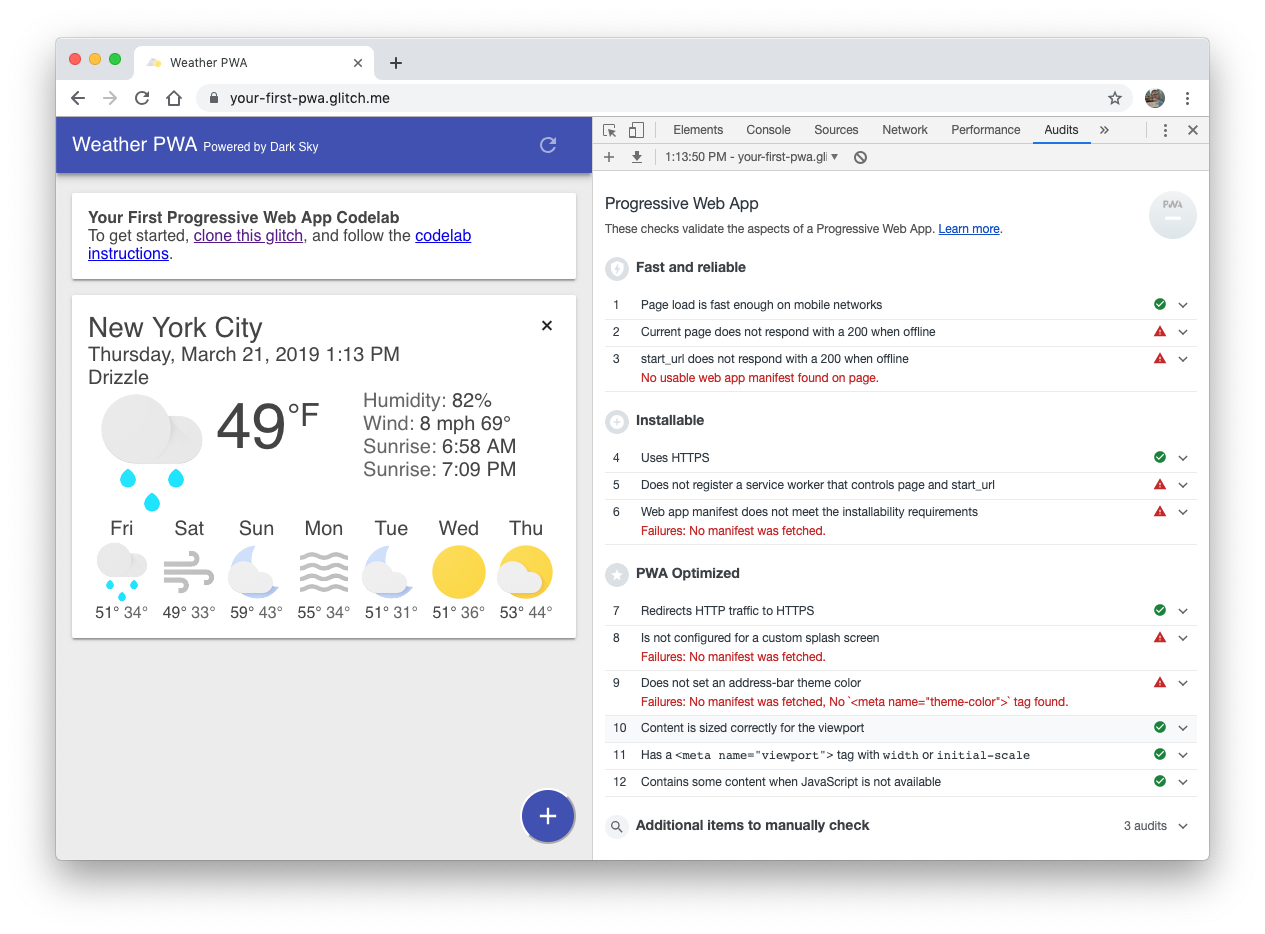 Weather PWA
your-first-pwa.glitch.me
Weather PWA Powered by Dark Sky
Your First Progressive Web App Codelab
To get started, clone this glitch, and follow the codelab
instructions.
New York City
Thursday, March 21, 2019 1:13 PM
Drizzle
49°F
Humidity: 82%
Wind: 8 mph 69°
Sunrise: 6:58 AM
Sunrise: 7:09 PM
Fri Sat Sun Mon Tue Wed Thu
51° 34° 49° 33° 59° 43° 55° 34° 51° 31° 51° 36° 53° 44°
Elements Console Sources Network Performance Audits
1:13:50 PM - your-first-pwa.gli
Progressive Web App
PWA
These checks validate the aspects of a Progressive Web App. Learn more.
Fast and reliable
1 Page load is fast enough on mobile networks
2 Current page does not respond with a 200 when offline
3 start_url does not respond with a 200 when offline
No usable web app manifest found on page.
Installable
4 Uses HTTPS
5 Does not register a service worker that controls page and start_url
6 Web app manifest does not meet the installability requirements
Failures: No manifest was fetched.
PWA Optimized
7 Redirects HTTP traffic to HTTPS
8 Is not configured for a custom splash screen
Failures: No manifest was fetched.
9 Does not set an address-bar theme color
Failures: No manifest was fetched, No `<meta name="theme-color">` tag found.
10 Content is sized correctly for the viewport
11 Has a <meta name="viewport"> tag with width or initial-scale
12 Contains some content when JavaScript is not available
Additional items to manually check 3 audits